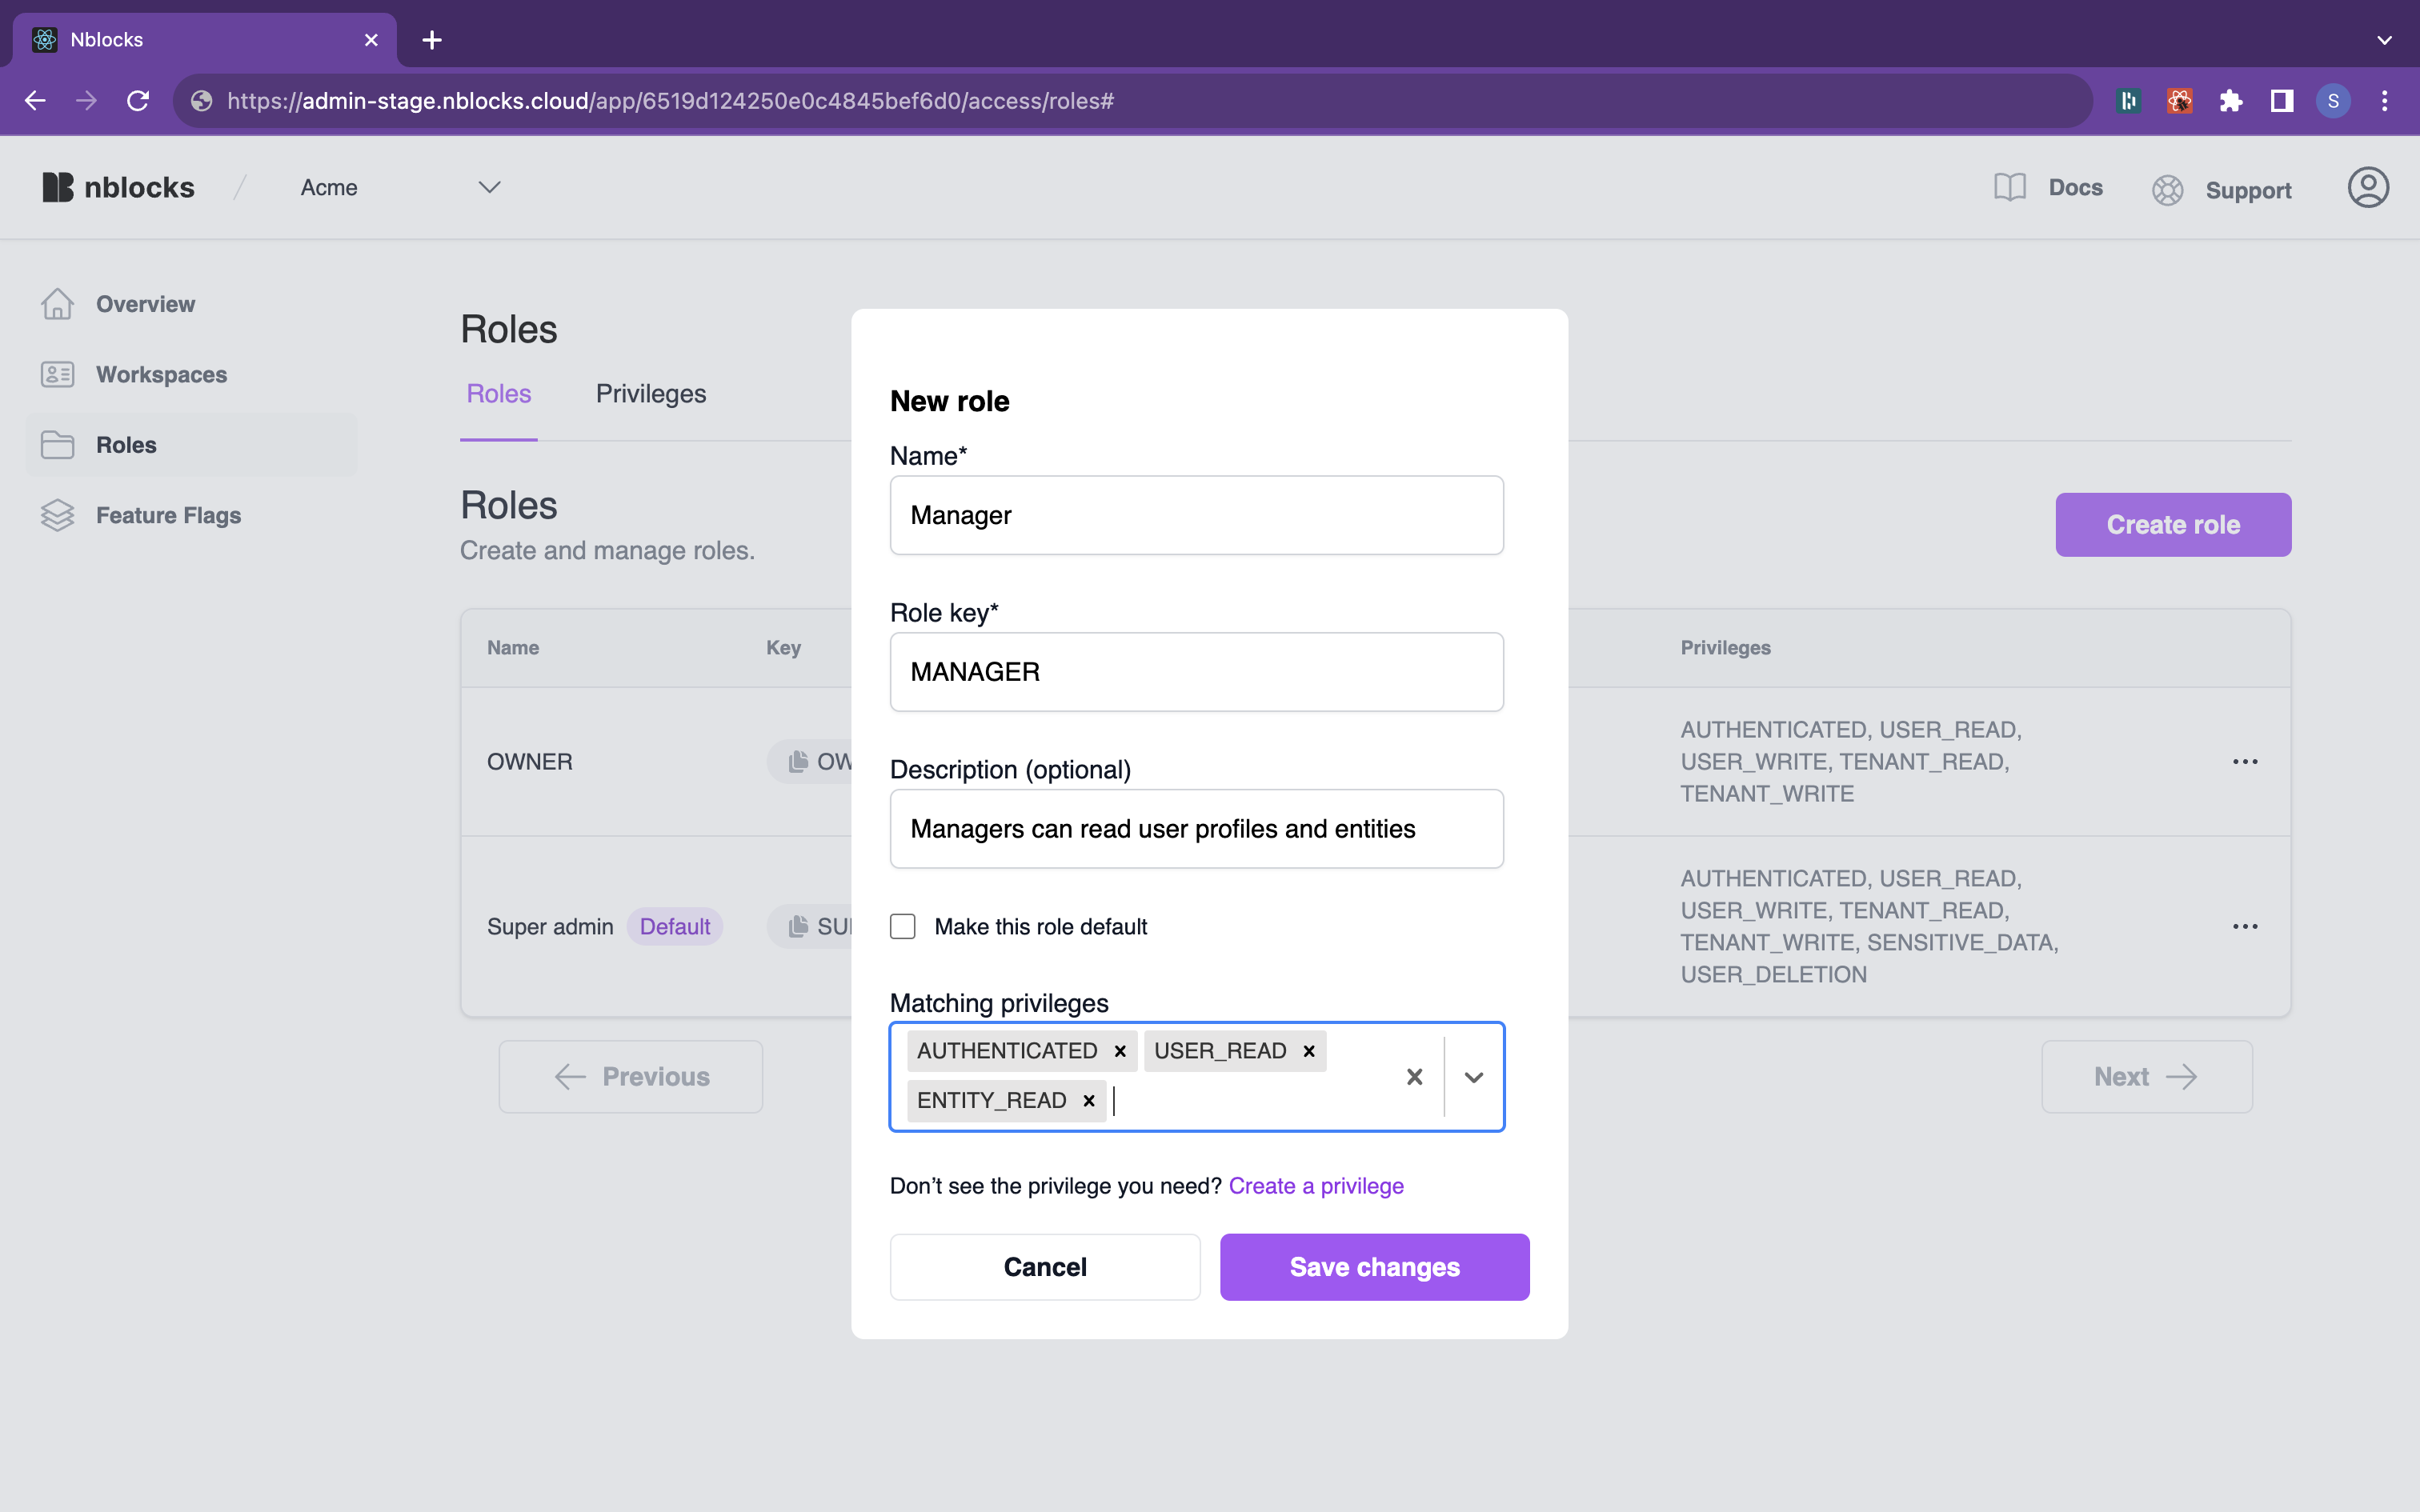 Nblocks
https://admin-stage.nblocks.cloud/app/6519d124250e0c4845bef6d0/access/roles#
S
nblocks / Acme
Docs
Support
Overview
Workspaces
Roles
Feature Flags
Roles
Roles Privileges
Roles
Create and manage roles.
Create role
Name Key Privileges
OWNER OW
AUTHENTICATED, USER_READ,
USER_WRITE, TENANT_READ,
TENANT_WRITE
Super admin Default SU
AUTHENTICATED, USER_READ,
USER_WRITE, TENANT_READ,
TENANT_WRITE, SENSITIVE_DATA,
USER_DELETION
Previous
Next
New role
Name*
Manager
Role key*
MANAGER
Description (optional)
Managers can read user profiles and entities
Make this role default
Matching privileges
AUTHENTICATED USER_READ
ENTITY_READ
Don't see the privilege you need? Create a privilege
Cancel
Save changes